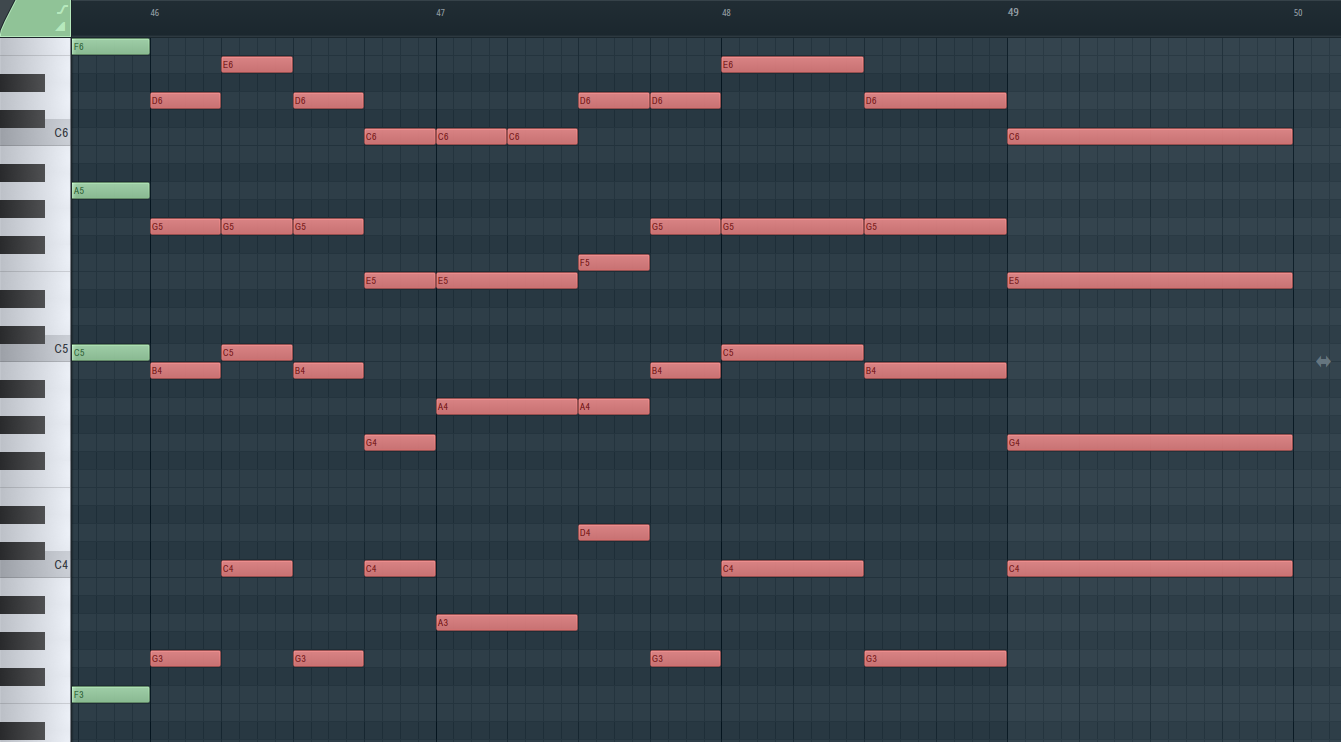 46 47 48 49 50
F6
E6 E6
D6 D6 D6 D6 D6
C6 C6 C6 C6 C6
A5
G5 G5 G5 G5 G5 G5
F5
E5 E5 E5
C5 C5 C5 C5
B4 B4 B4 B4
A4 A4
G4 G4
D4
C4 C4 C4 C4 C4
A3
G3 G3 G3 G3
F3